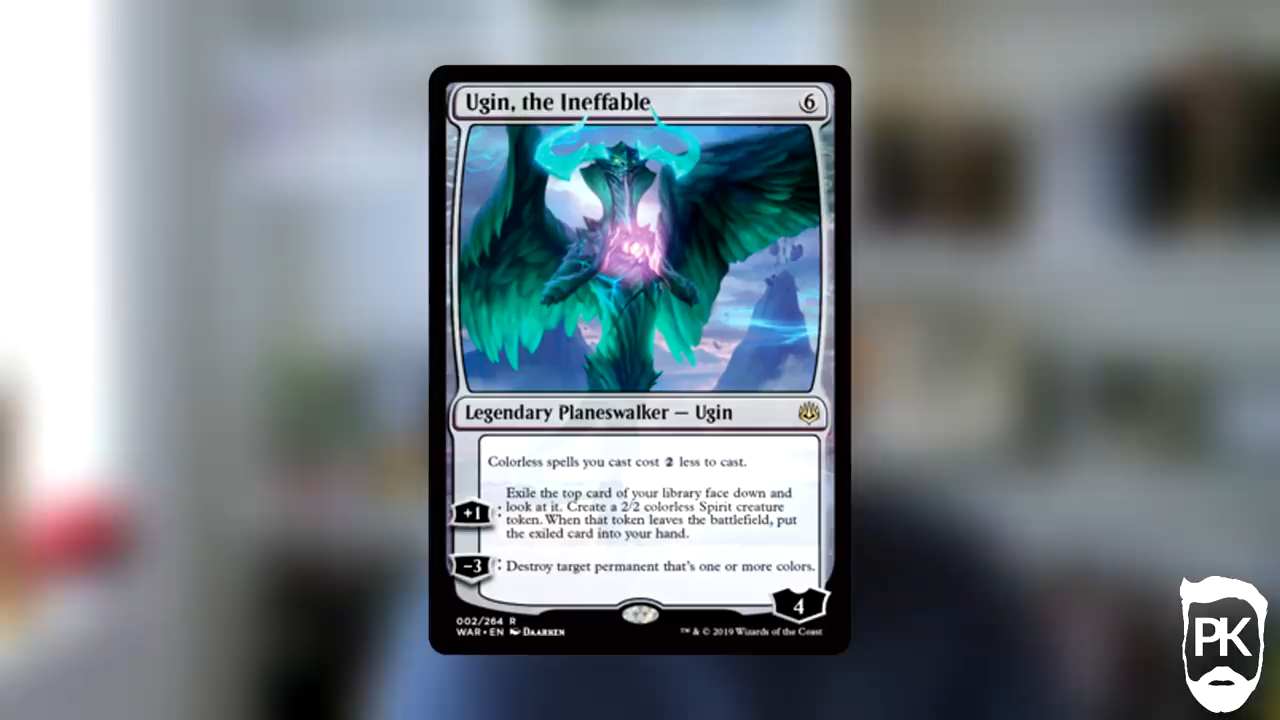 Ugin, the Ineffable 6
Legendary Planeswalker — Ugin
Colorless spells you cast cost 2 less to cast.
+1: Exile the top card of your library face down and
look at it. Create a 2/2 colorless Spirit creature
token. When that token leaves the battlefield, put
the exiled card into your hand.
−3: Destroy target permanent that's one or more colors.
4
002/264 R
WAR • EN DAARKEN
™ & © 2019 Wizards of the Coast
PK